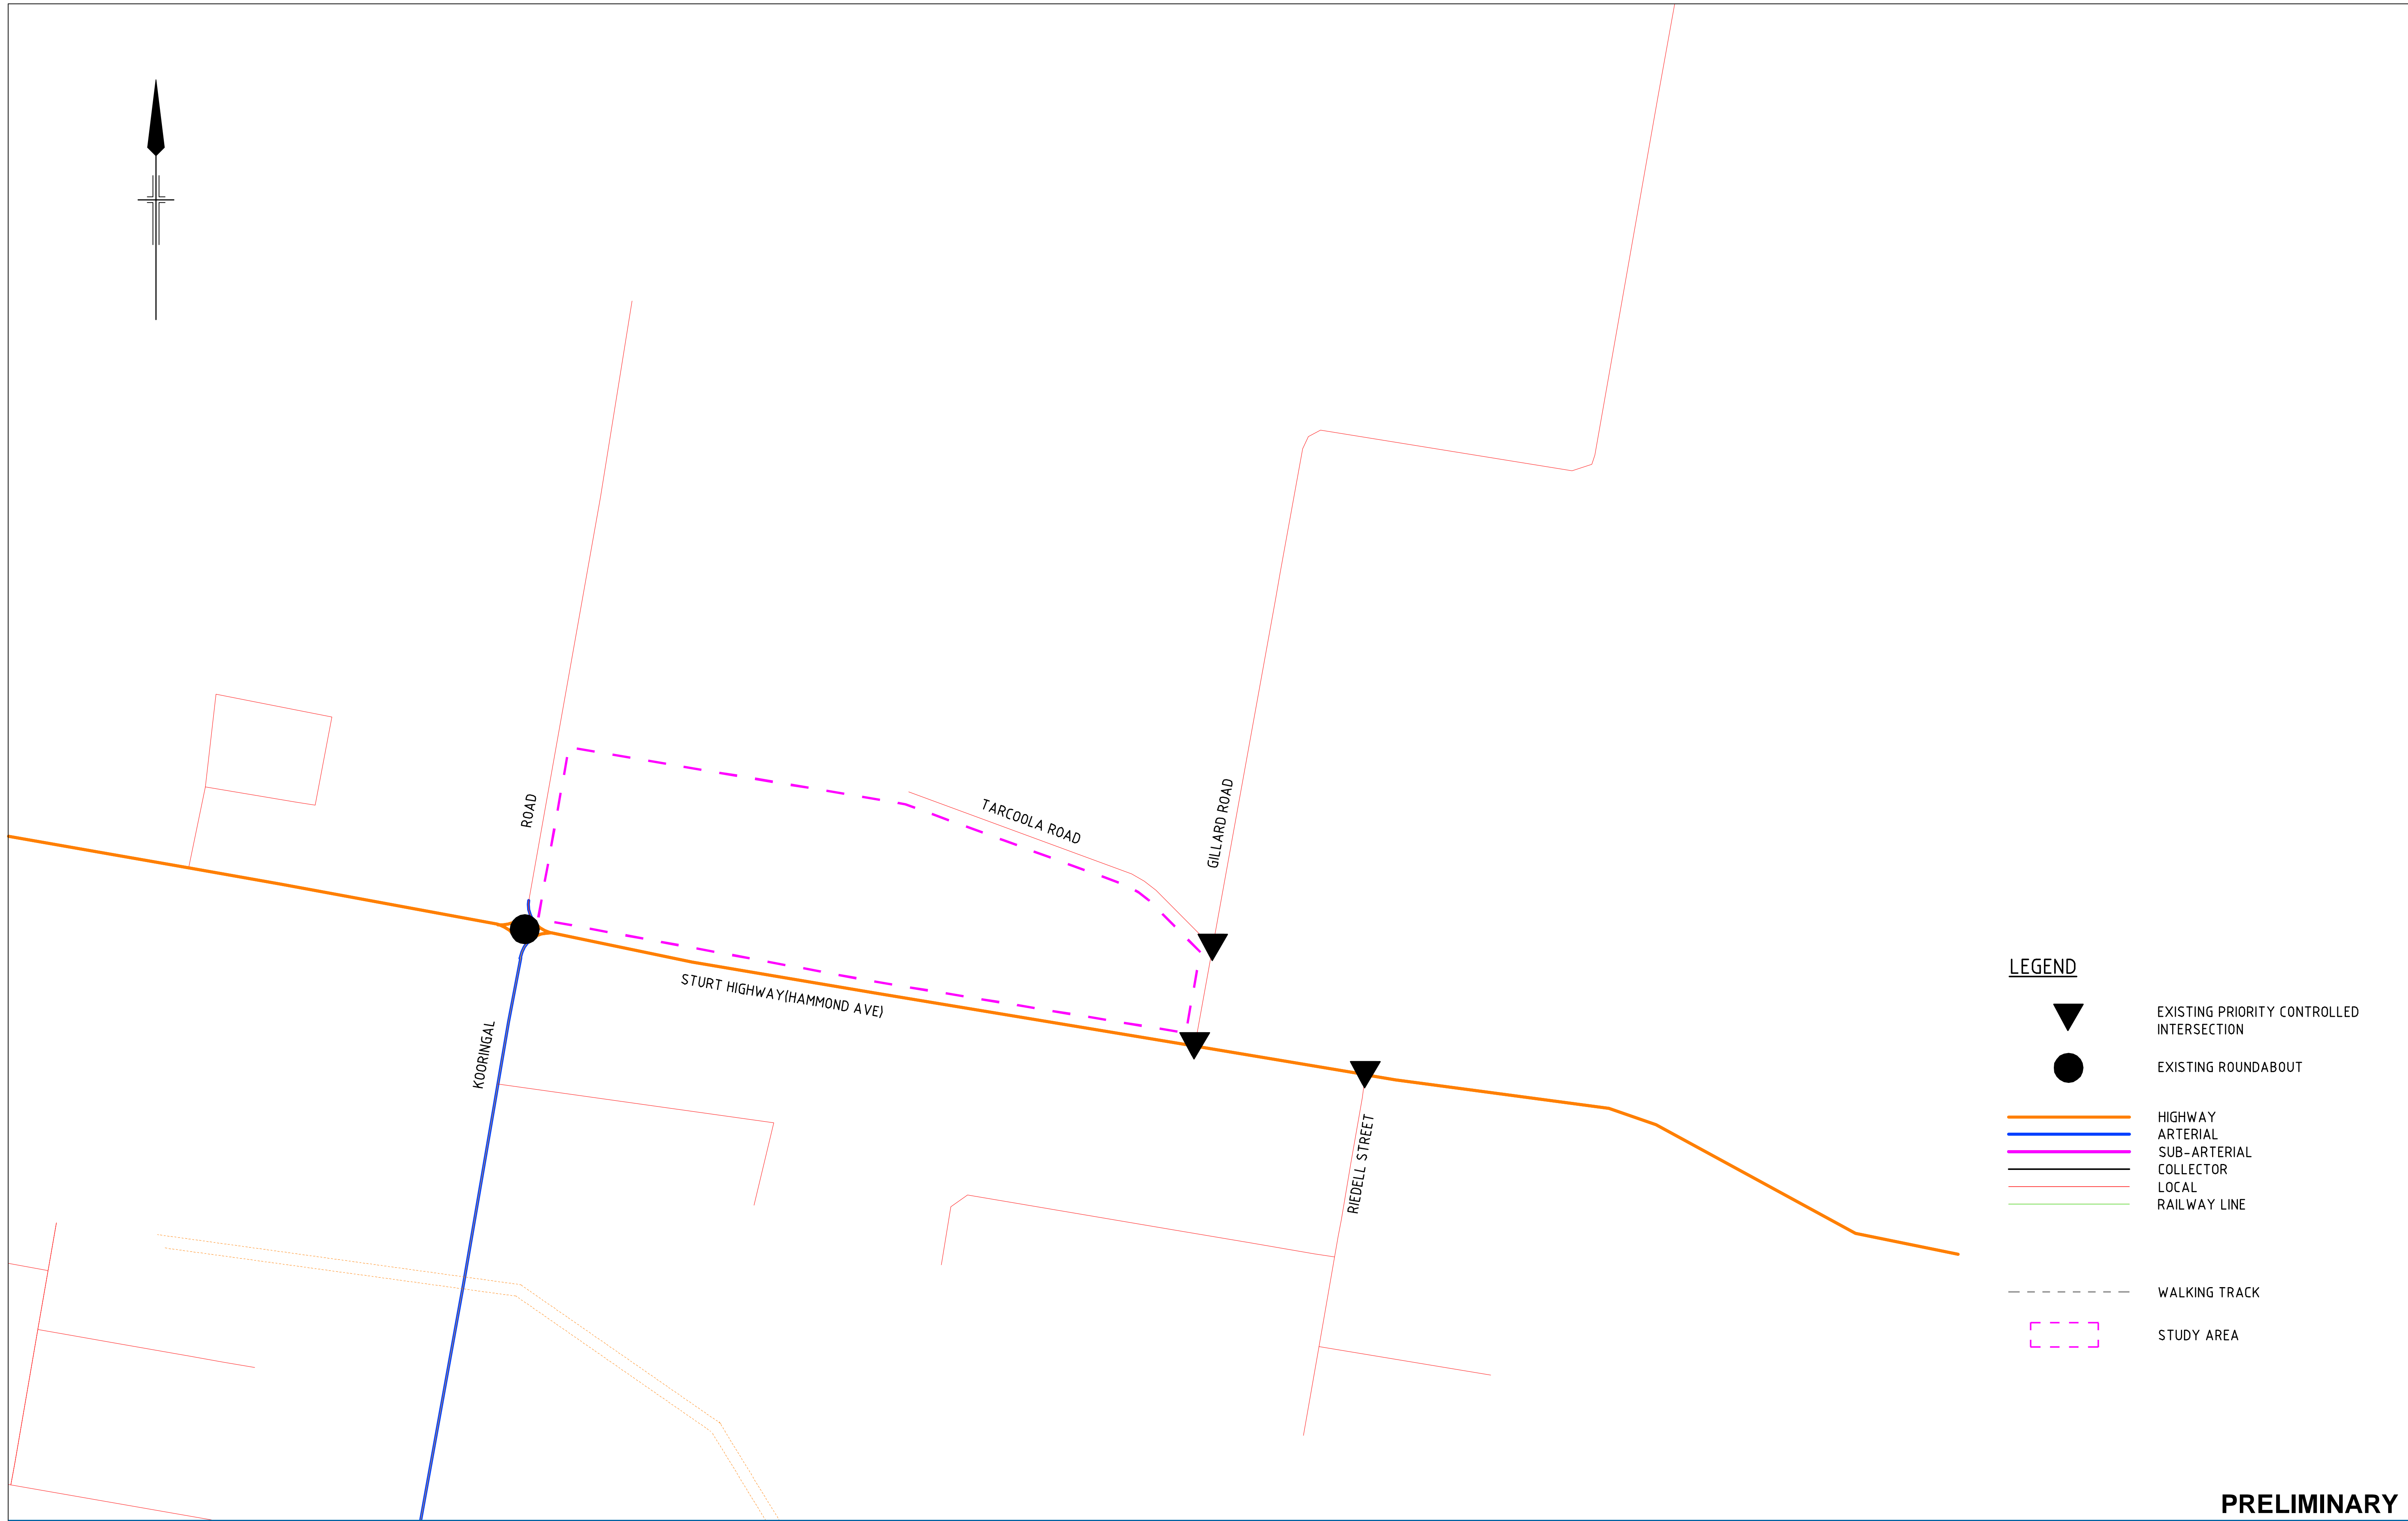 ROAD
TARCOOLA ROAD
GILLARD ROAD
STURT HIGHWAY(HAMMOND AVE)
KOORINGAL
RIEDELL STREET
LEGEND
EXISTING PRIORITY CONTROLLED
INTERSECTION
EXISTING ROUNDABOUT
HIGHWAY
ARTERIAL
SUB-ARTERIAL
COLLECTOR
LOCAL
RAILWAY LINE
WALKING TRACK
STUDY AREA
PRELIMINARY